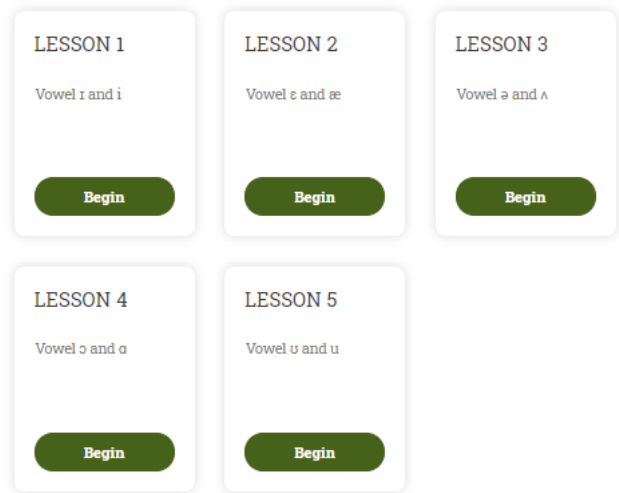 LESSON 1
Vowel ɪ and i
Begin
LESSON 2
Vowel ε and æ
Begin
LESSON 3
Vowel ə and ʌ
Begin
LESSON 4
Vowel ɔ and ɑ
Begin
LESSON 5
Vowel ʊ and u
Begin